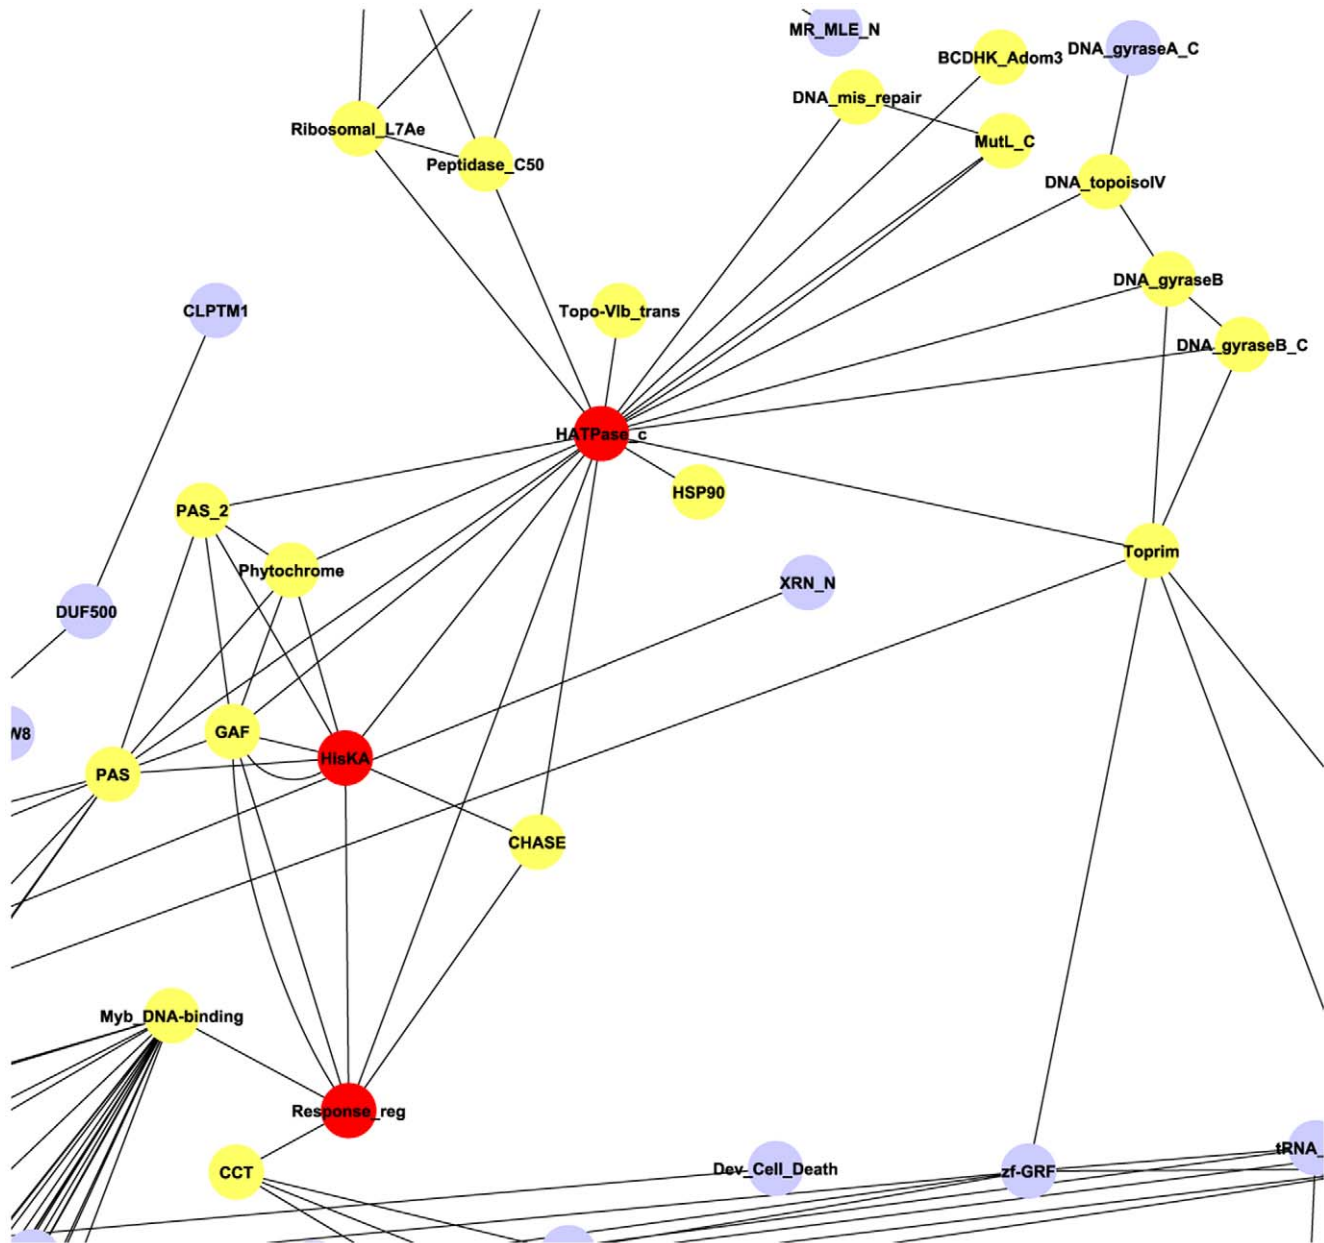 MR_MLE_N
BCDHK_Adom3
DNA_gyraseA_C
DNA_mis_repair
Ribosomal_L7Ae
MutL_C
Peptidase_C50
DNA_topoisoIV
DNA_gyraseB
CLPTM1
Topo-VIb_trans
DNA_gyraseB_C
HATPase_c
HSP90
PAS_2
Toprim
Phytochrome
XRN_N
DUF500
W8
GAF
HisKA
PAS
CHASE
Myb_DNA-binding
Response_reg
tRNA_
Dev_Cell_Death
CCT
zf-GRF